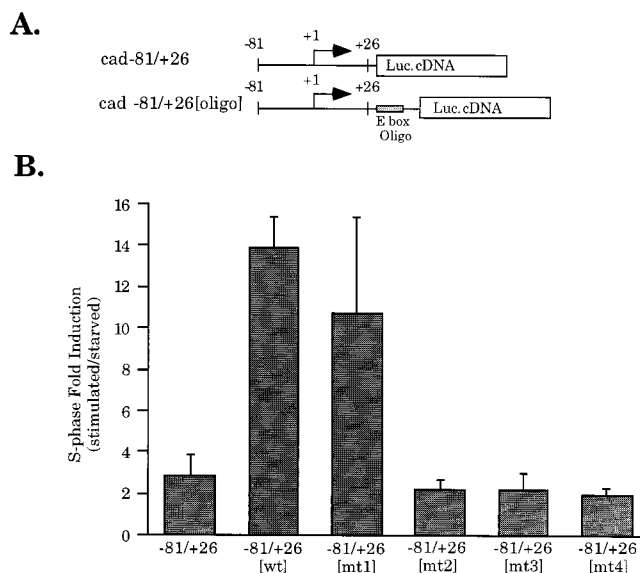 A.
-81 +1 +26
cad-81/+26
Luc.cDNA
-81 +1 +26
cad -81/+26[oligo]
Luc.cDNA
E box
Oligo
B.
S-phase Fold Induction
(stimulated/starved)
16
14
12
10
8
6
4
2
0
-81/+26 -81/+26 -81/+26 -81/+26 -81/+26 -81/+26
[wt] [mt1] [mt2] [mt3] [mt4]